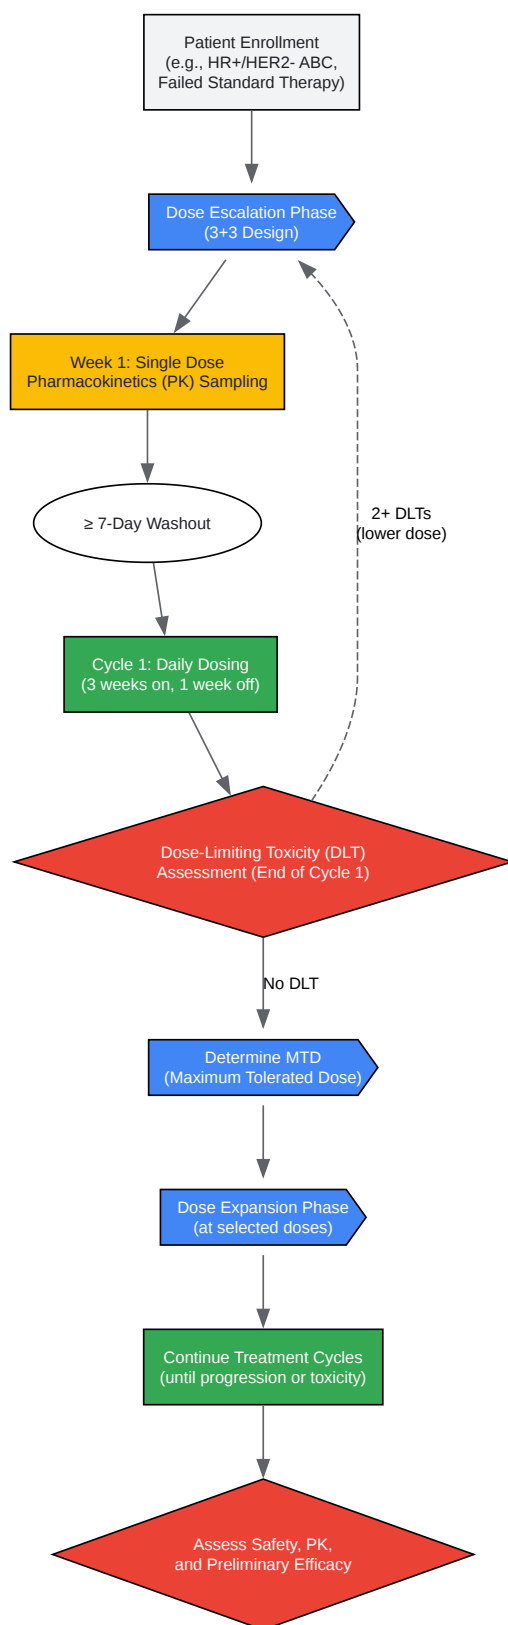 Patient Enrollment
(e.g., HR+/HER2- ABC,
Failed Standard Therapy)
Dose Escalation Phase
(3+3 Design)
Week 1: Single Dose
Pharmacokinetics (PK) Sampling
≥ 7-Day Washout
2+ DLTs
(lower dose)
Cycle 1: Daily Dosing
(3 weeks on, 1 week off)
Dose-Limiting Toxicity (DLT)
Assessment (End of Cycle 1)
No DLT
Determine MTD
(Maximum Tolerated Dose)
Dose Expansion Phase
(at selected doses)
Continue Treatment Cycles
(until progression or toxicity)
Assess Safety, PK,
and Preliminary Efficacy